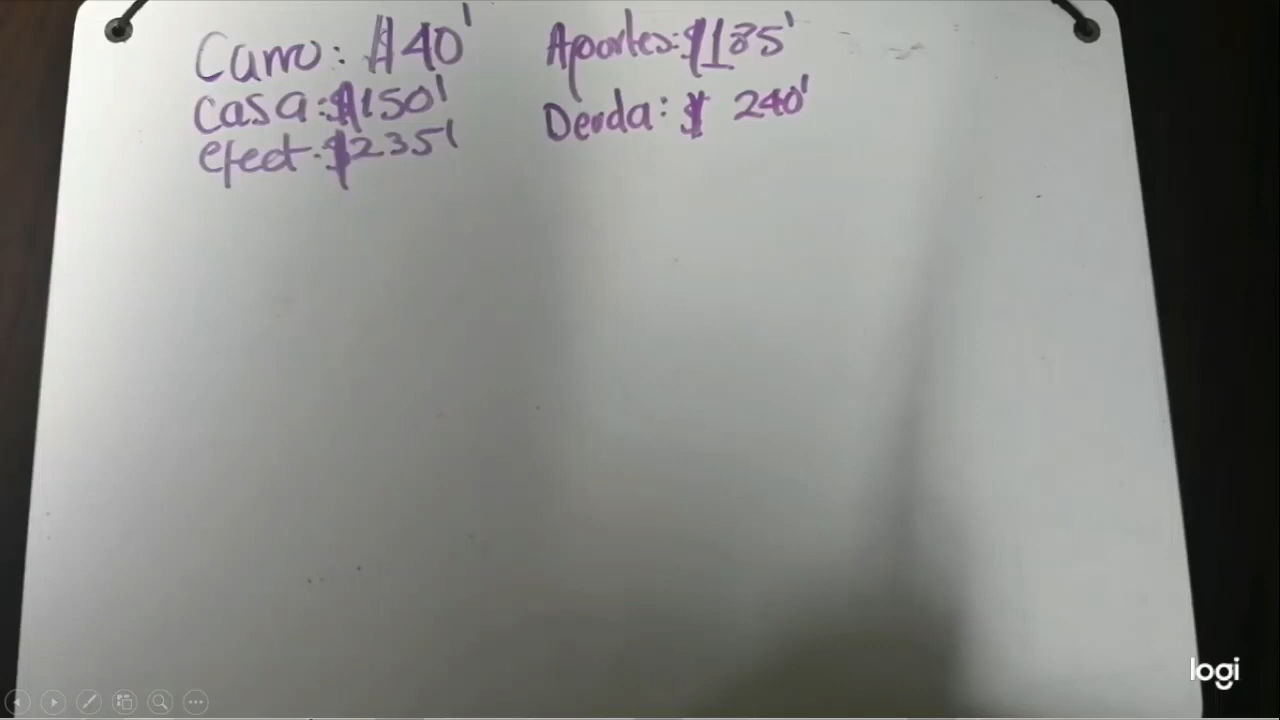 Carro: $40'
Casa: $150'
efect: $235'
Aportes: $185'
Deuda: $ 240'
logi